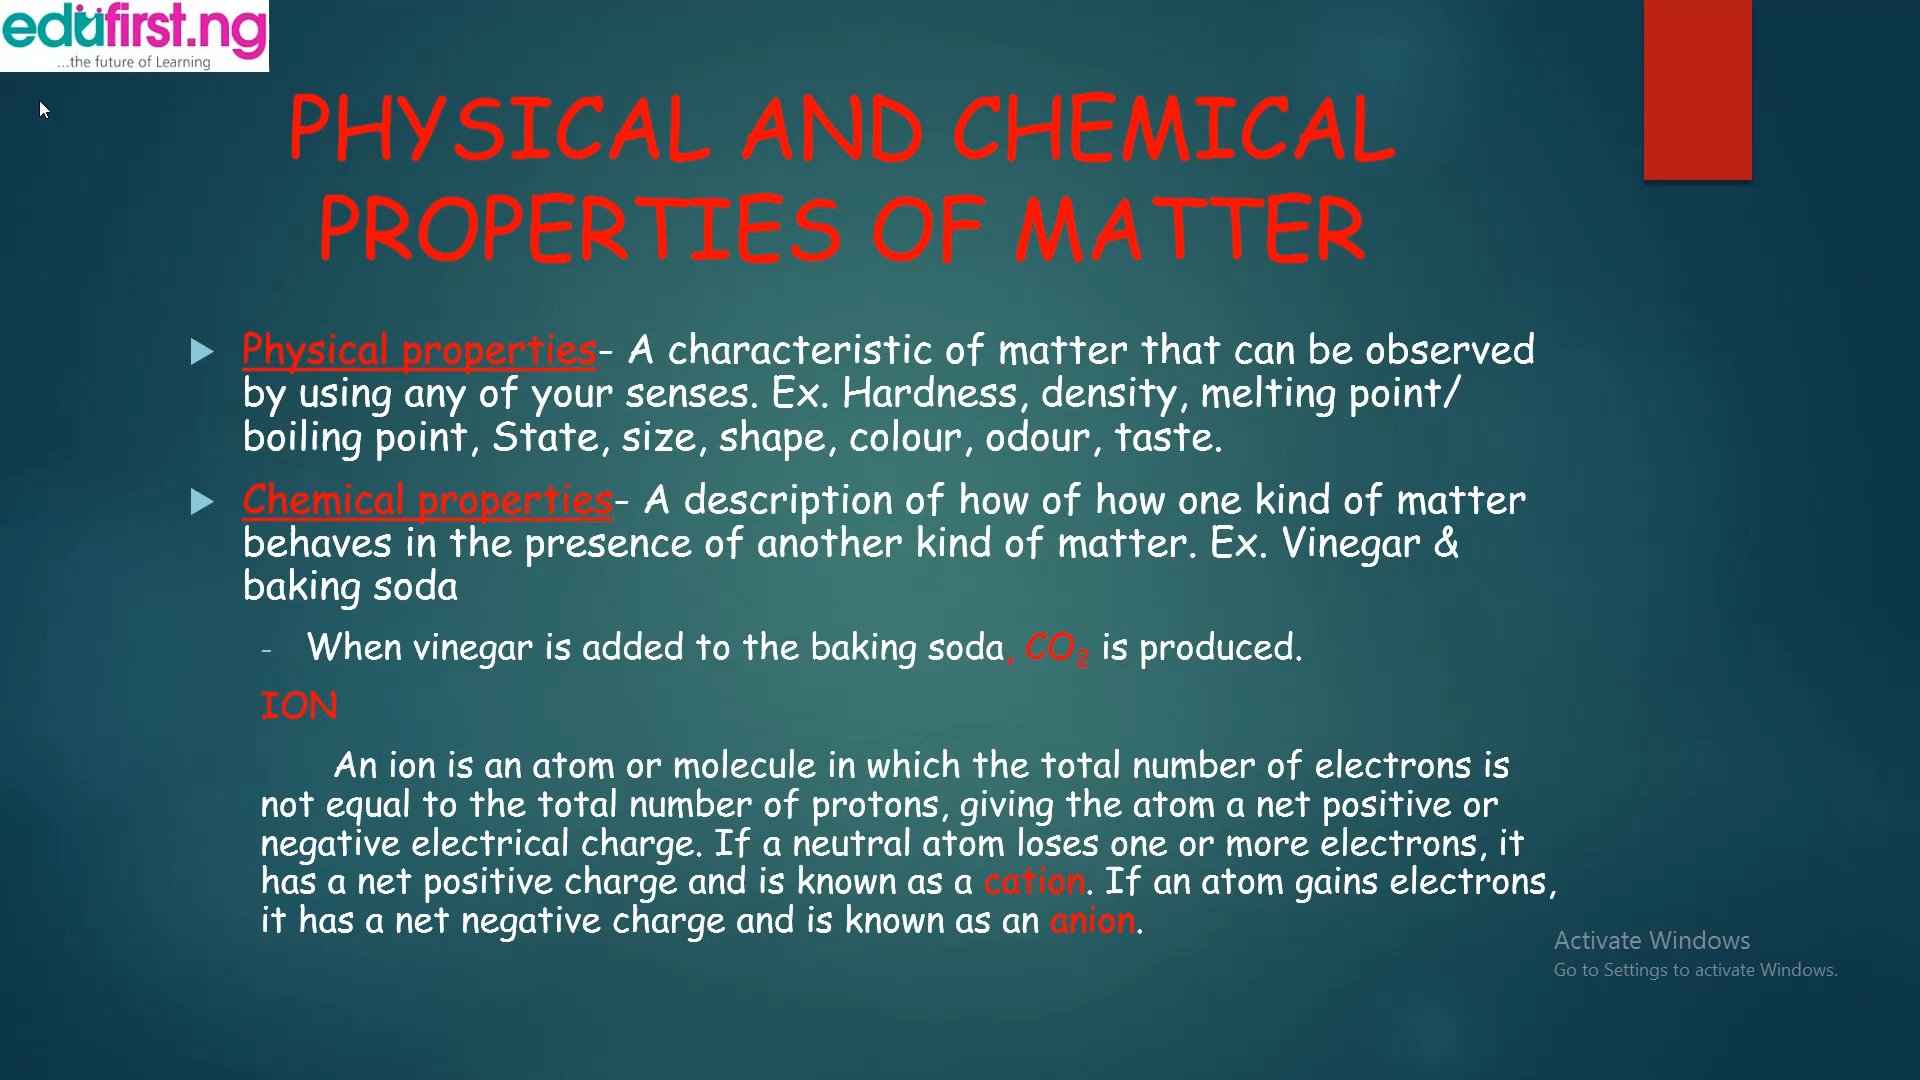 edufirst.ng
...the future of Learning
PHYSICAL AND CHEMICAL
PROPERTIES OF MATTER
Physical properties- A characteristic of matter that can be observed
by using any of your senses. Ex. Hardness, density, melting point/
boiling point, State, size, shape, colour, odour, taste.
Chemical properties- A description of how of how one kind of matter
behaves in the presence of another kind of matter. Ex. Vinegar &
baking soda
- When vinegar is added to the baking soda, CO₂ is produced.
ION
An ion is an atom or molecule in which the total number of electrons is
not equal to the total number of protons, giving the atom a net positive or
negative electrical charge. If a neutral atom loses one or more electrons, it
has a net positive charge and is known as a cation. If an atom gains electrons,
it has a net negative charge and is known as an anion.
Activate Windows
Go to Settings to activate Windows.